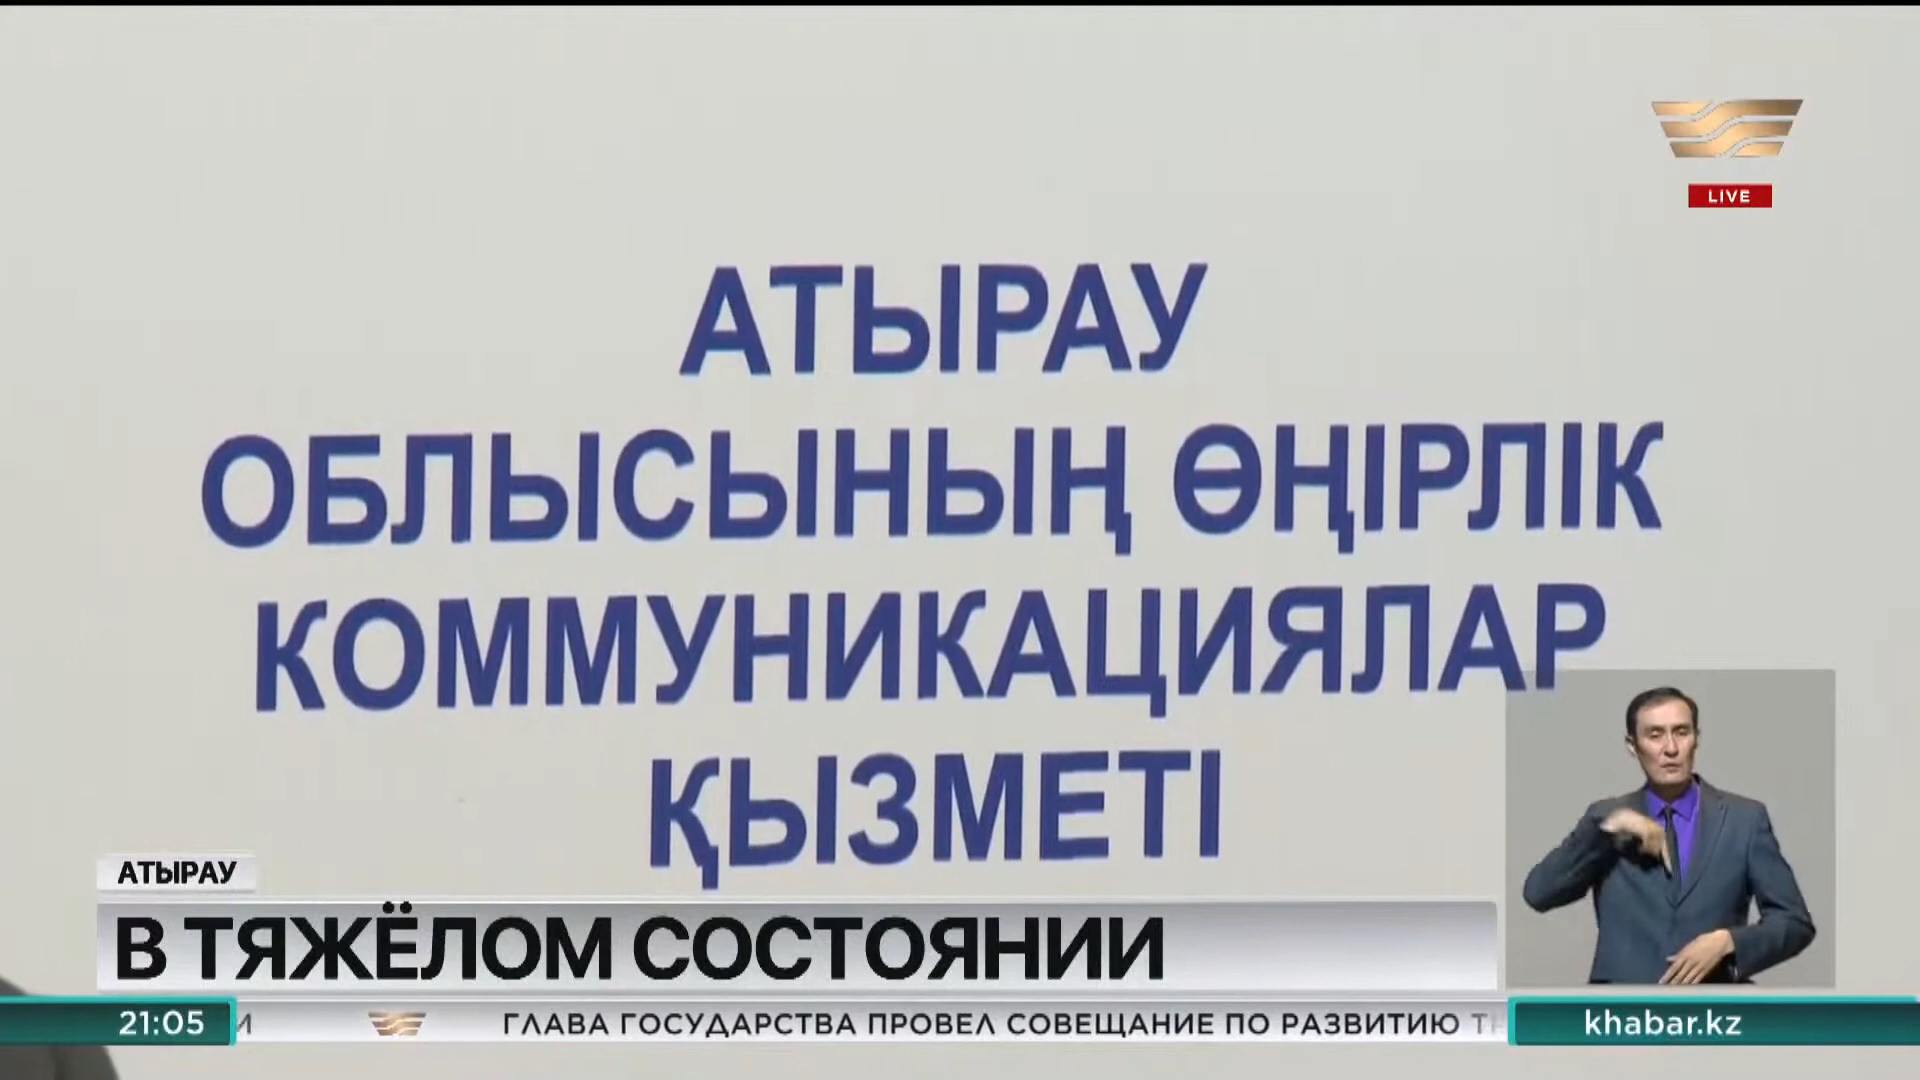 LIVE
АТЫРАУ
ОБЛЫСЫНЫҢ ӨҢІРЛІК
КОММУНИКАЦИЯЛАР
ҚЫЗМЕТІ
АТЫРАУ
В ТЯЖЁЛОМ СОСТОЯНИИ
21:05
ГЛАВА ГОСУДАРСТВА ПРОВЕЛ СОВЕЩАНИЕ ПО РАЗВИТИЮ
khabar.kz